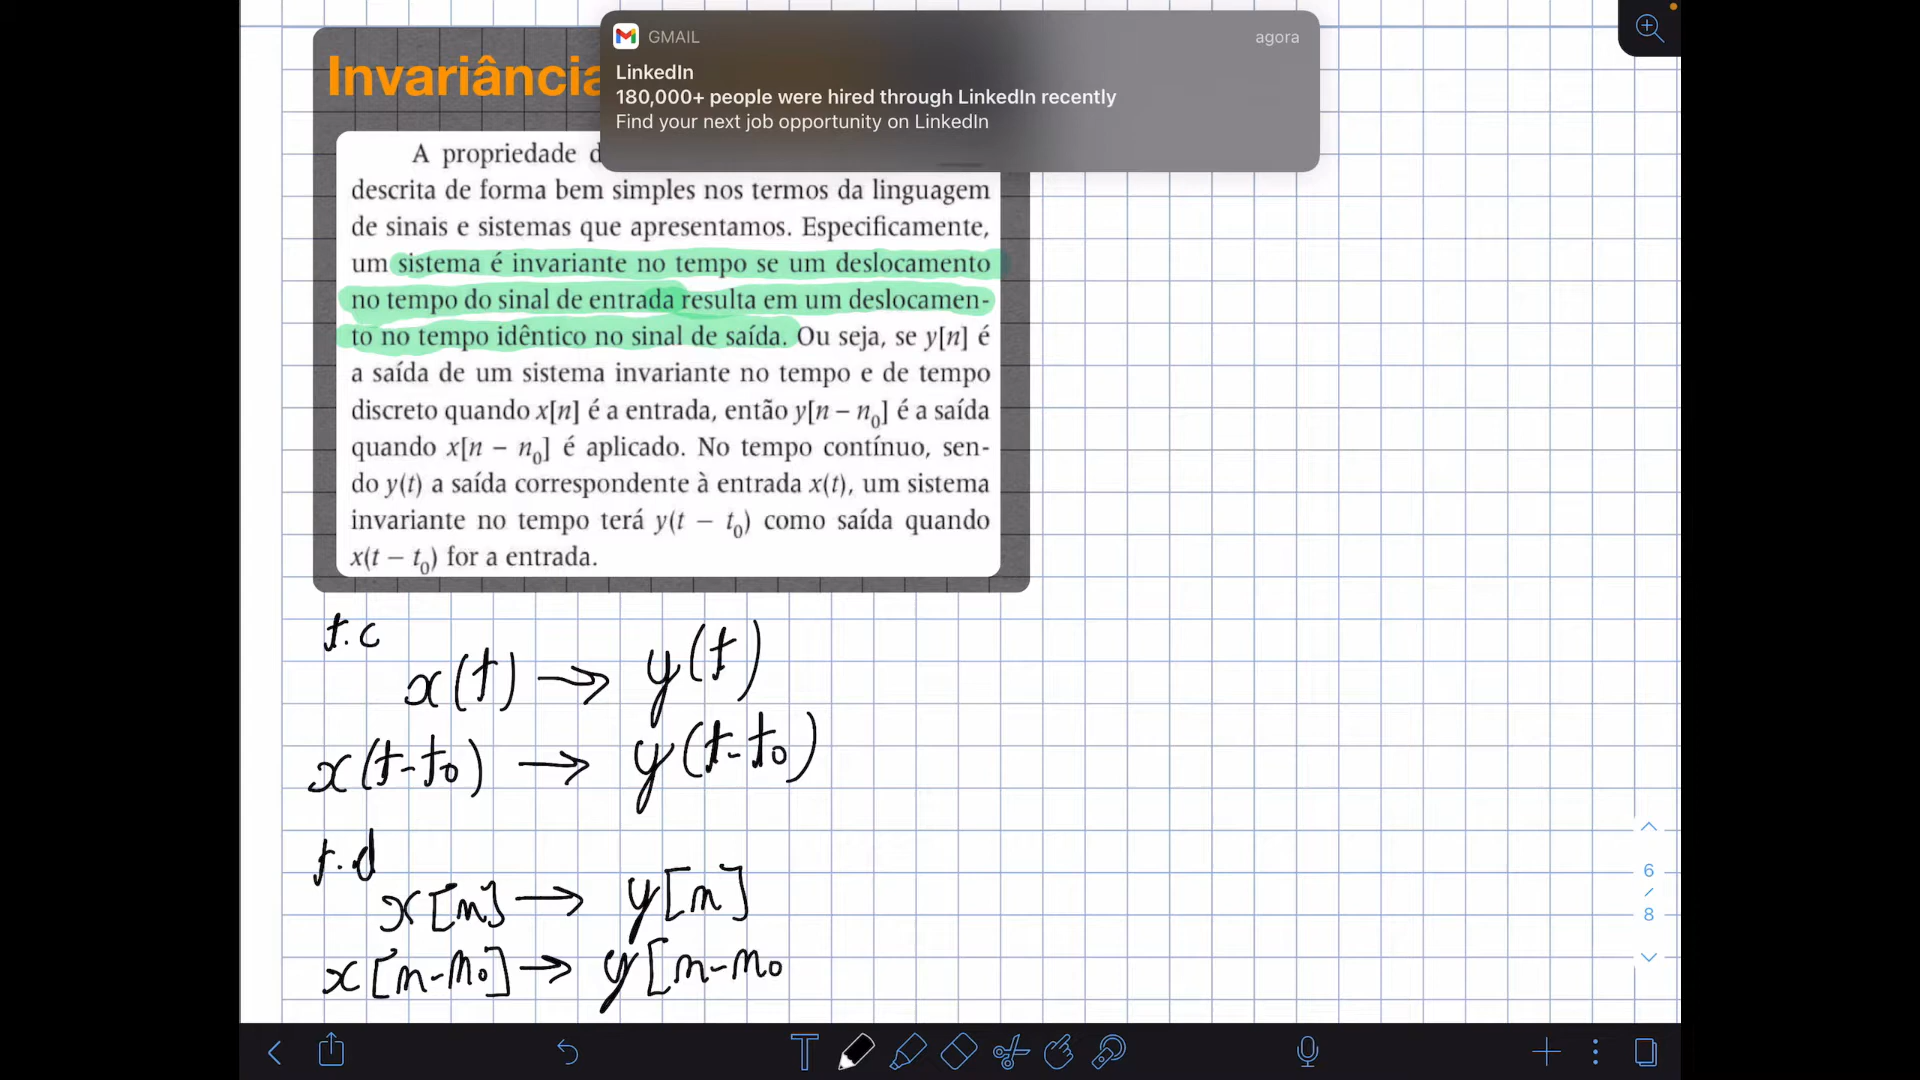 GMAIL
agora
LinkedIn
180,000+ people were hired through LinkedIn recently
Find your next job opportunity on LinkedIn
Invariância
A propriedade d
descrita de forma bem simples nos termos da linguagem
de sinais e sistemas que apresentamos. Especificamente,
um sistema é invariante no tempo se um deslocamento
no tempo do sinal de entrada resulta em um deslocamen-
to no tempo idêntico no sinal de saída. Ou seja, se y[n] é
a saída de um sistema invariante no tempo e de tempo
discreto quando x[n] é a entrada, então y[n − n₀] é a saída
quando x[n − n₀] é aplicado. No tempo contínuo, sen-
do y(t) a saída correspondente à entrada x(t), um sistema
invariante no tempo terá y(t − t₀) como saída quando
x(t − t₀) for a entrada.
t.c
x(t) → y(t)
x(t-t₀) → y(t-t₀)
t.d
x[n] → y[n]
x[n-n₀] → y[n-n₀
6
/
8
T